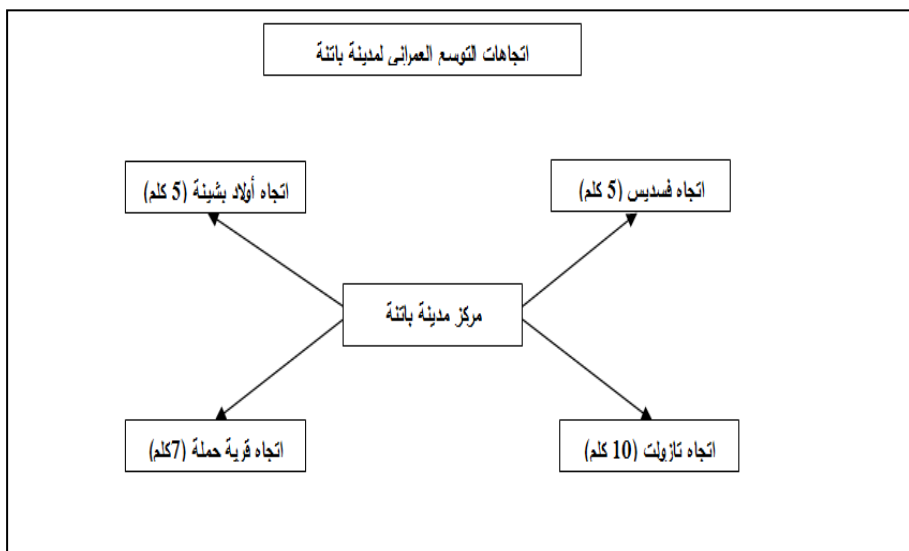 اتجاهات التوسع العمراني لمدينة باتنة
اتجاه فسديس (5 كلم)
اتجاه أولاد بشينة (5 كلم)
مركز مدينة باتنة
اتجاه تازولت (10 كلم)
اتجاه قرية حملة (7كلم)